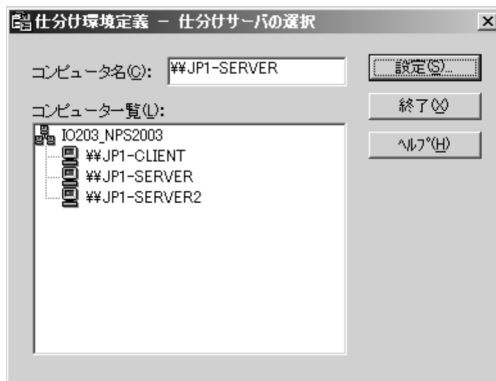 仕分け環境定義 － 仕分けサーバの選択
コンピュータ名(C):
¥¥JP1-SERVER
設定(S)...
終了(X)
ヘルプ(H)
コンピュータ一覧(L):
IO203_NPS2003
¥¥JP1-CLIENT
¥¥JP1-SERVER
¥¥JP1-SERVER2